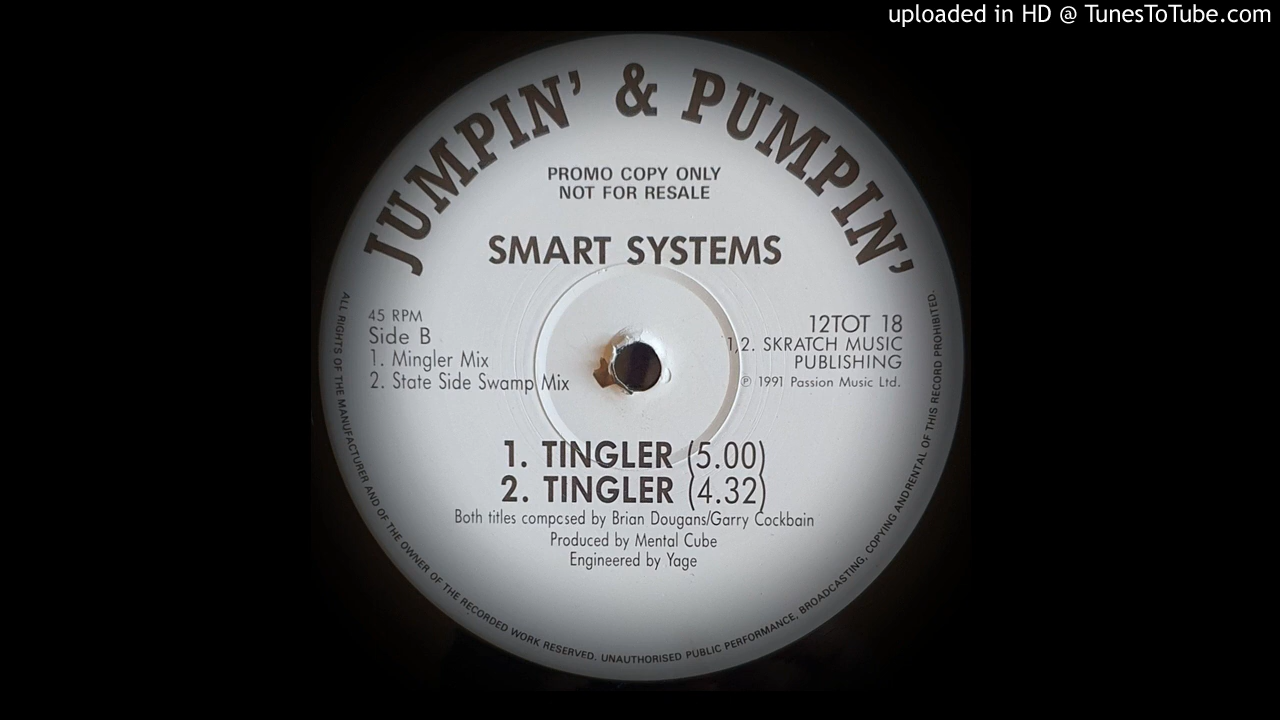 uploaded in HD @ TunesToTube.com
JUMPIN' & PUMPIN'
PROMO COPY ONLY
NOT FOR RESALE
SMART SYSTEMS
45 RPM
Side B
1. Mingler Mix
2. State Side Swamp Mix
12TOT 18
1,2. SKRATCH MUSIC
PUBLISHING
℗ 1991 Passion Music Ltd.
1. TINGLER (5.00)
2. TINGLER (4.32)
Both titles compcsed by Brian Dougans/Garry Cockbain
Produced by Mental Cube
Engineered by Yage
ALL RIGHTS OF THE MANUFACTURER AND OF THE OWNER OF THE RECORDED WORK RESERVED. UNAUTHORISED PUBLIC PERFORMANCE, BROADCASTING, COPYING ANDRENTAL OF THIS RECORD PROHIBITED.